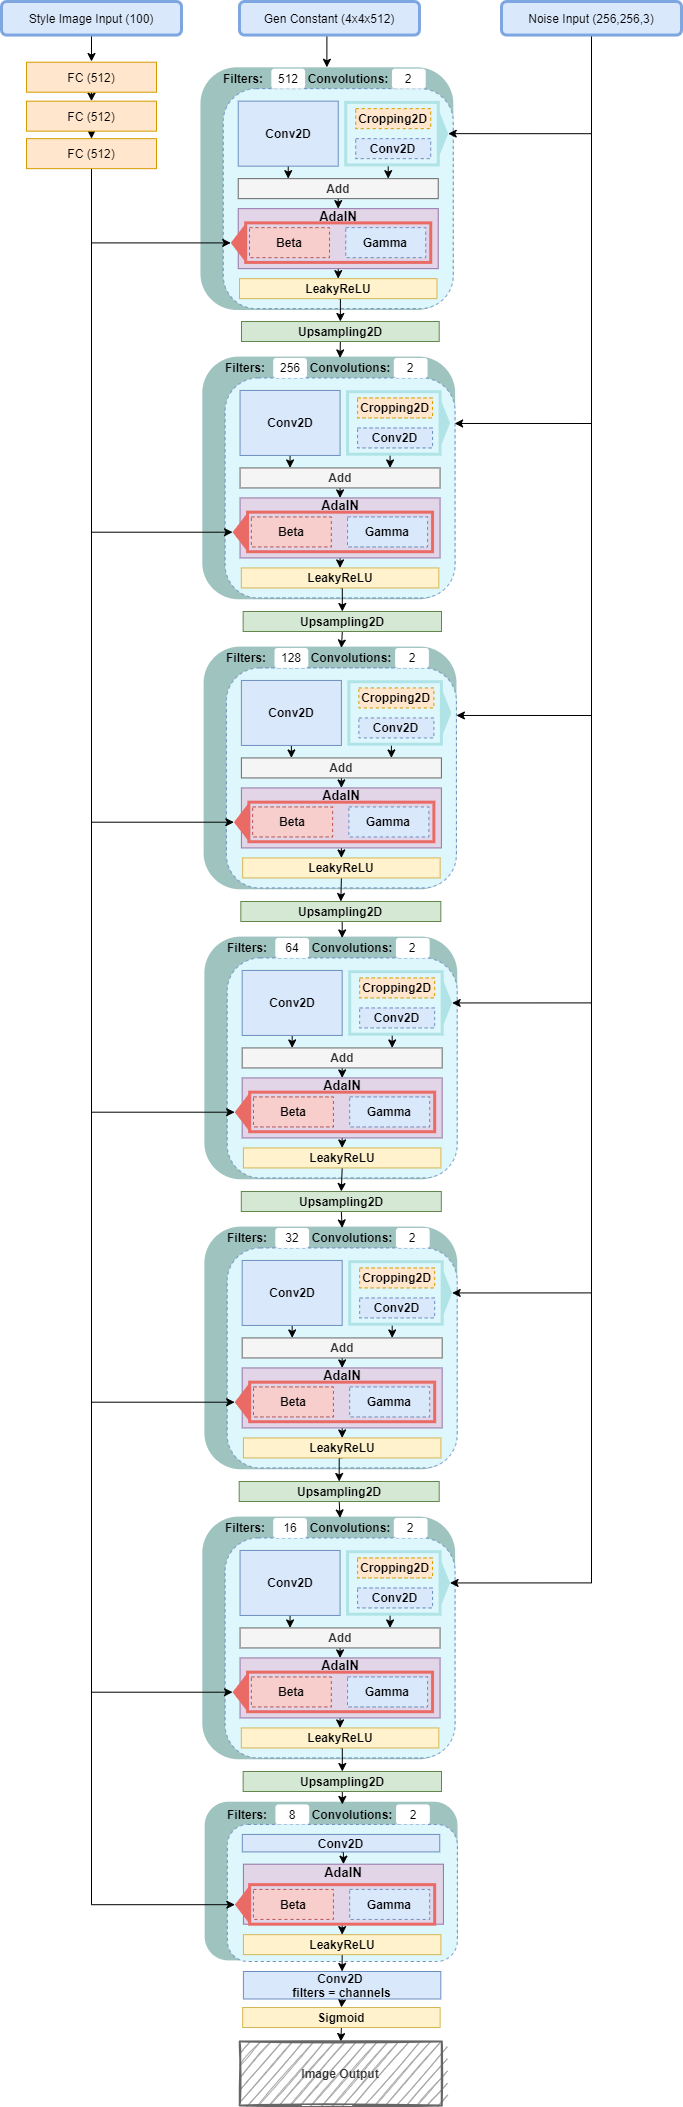 Style Image Input (100)
Gen Constant (4x4x512)
Noise Input (256,256,3)
FC (512)
FC (512)
FC (512)
Filters: 512 Convolutions: 2
Conv2D
Cropping2D
Conv2D
Add
AdaIN
Beta
Gamma
LeakyReLU
Upsampling2D
Filters: 256 Convolutions: 2
Conv2D
Cropping2D
Conv2D
Add
AdaIN
Beta
Gamma
LeakyReLU
Upsampling2D
Filters: 128 Convolutions: 2
Conv2D
Cropping2D
Conv2D
Add
AdaIN
Beta
Gamma
LeakyReLU
Upsampling2D
Filters: 64 Convolutions: 2
Conv2D
Cropping2D
Conv2D
Add
AdaIN
Beta
Gamma
LeakyReLU
Upsampling2D
Filters: 32 Convolutions: 2
Conv2D
Cropping2D
Conv2D
Add
AdaIN
Beta
Gamma
LeakyReLU
Upsampling2D
Filters: 16 Convolutions: 2
Conv2D
Cropping2D
Conv2D
Add
AdaIN
Beta
Gamma
LeakyReLU
Upsampling2D
Filters: 8 Convolutions: 2
Conv2D
AdaIN
Beta
Gamma
LeakyReLU
Conv2D
filters = channels
Sigmoid
Image Output